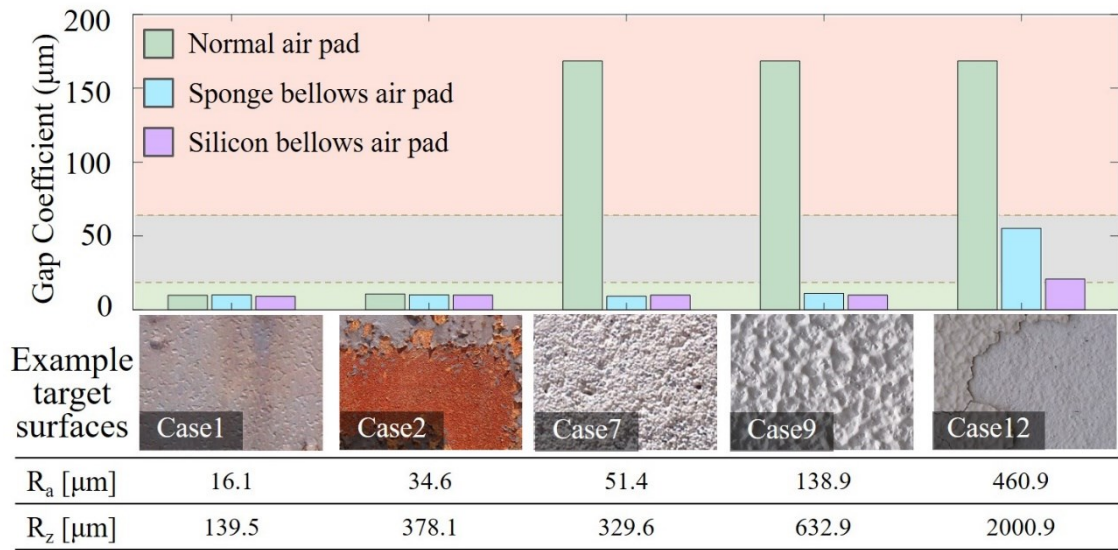 200
150
100
50
0
Gap Coefficient (μm)
Normal air pad
Sponge bellows air pad
Silicon bellows air pad
Example
target
surfaces
Case1
Case2
Case7
Case9
Case12
Rₐ [μm] 16.1 34.6 51.4 138.9 460.9
R_z [μm] 139.5 378.1 329.6 632.9 2000.9